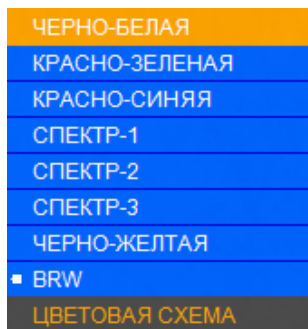 ЧЕРНО-БЕЛАЯ
КРАСНО-ЗЕЛЕНАЯ
КРАСНО-СИНЯЯ
СПЕКТР-1
СПЕКТР-2
СПЕКТР-3
ЧЕРНО-ЖЕЛТАЯ
BRW
ЦВЕТОВАЯ СХЕМА